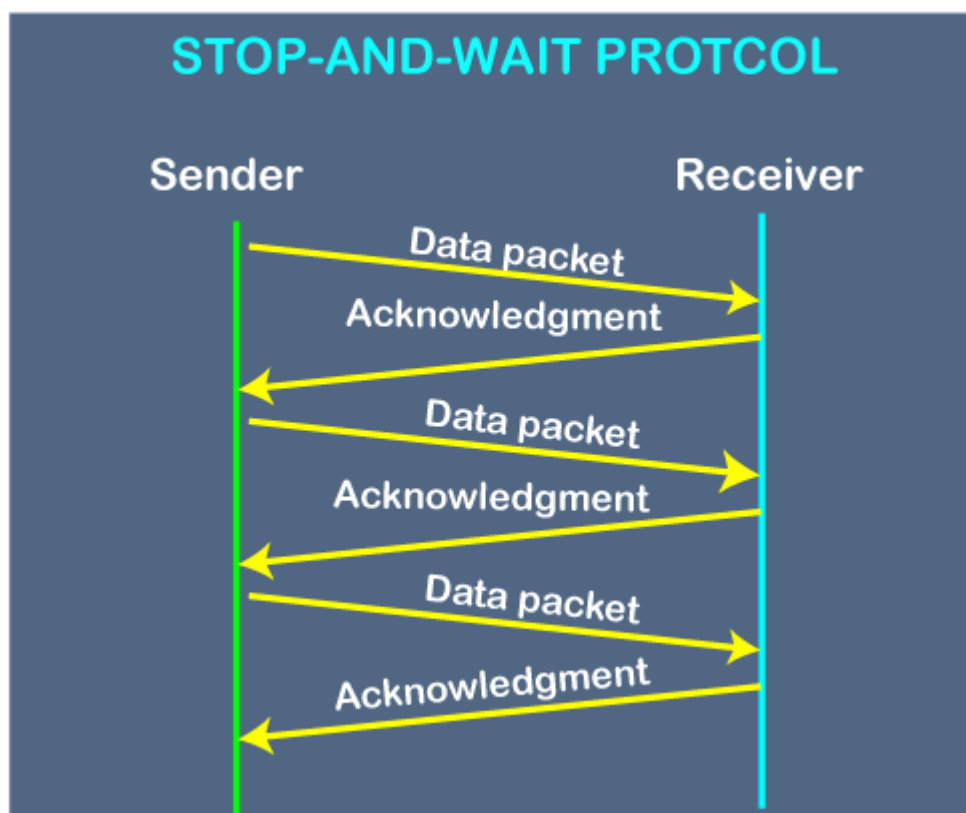 STOP-AND-WAIT PROTCOL
Sender
Receiver
Data packet
Acknowledgment
Data packet
Acknowledgment
Data packet
Acknowledgment